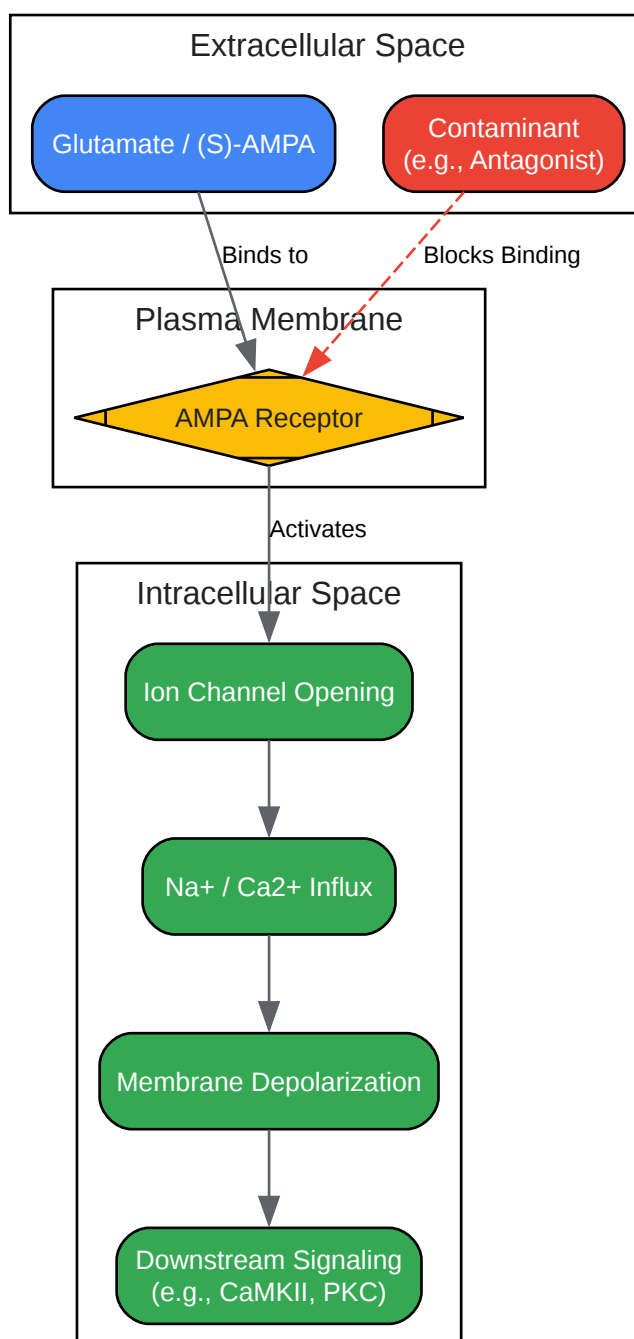 Extracellular Space
Glutamate / (S)-AMPA
Contaminant
(e.g., Antagonist)
Binds to
Blocks Binding
Plasma Membrane
AMPA Receptor
Activates
Intracellular Space
Ion Channel Opening
Na+ / Ca2+ Influx
Membrane Depolarization
Downstream Signaling
(e.g., CaMKII, PKC)